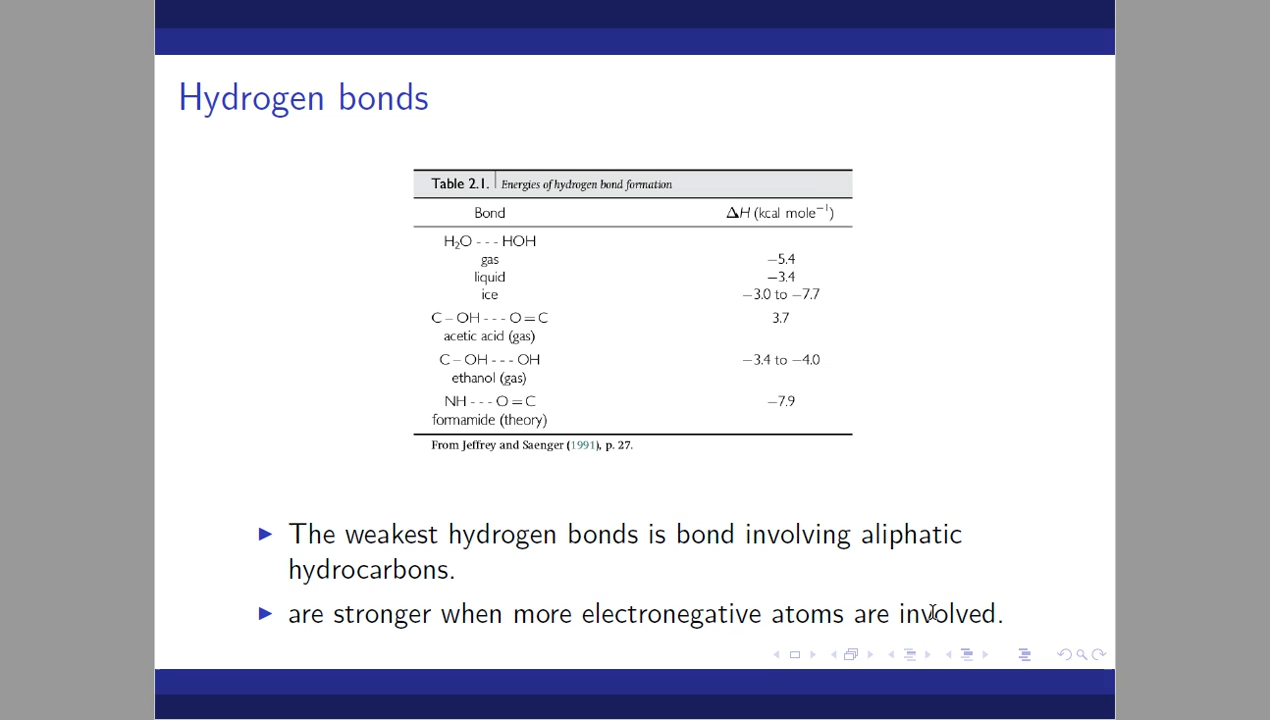 Hydrogen bonds
Table 2.1. Energies of hydrogen bond formation
Bond ΔH (kcal mole⁻¹)
H₂O - - - HOH
gas −5.4
liquid −3.4
ice −3.0 to −7.7
C – OH - - - O = C 3.7
acetic acid (gas)
C – OH - - - OH −3.4 to −4.0
ethanol (gas)
NH - - - O = C −7.9
formamide (theory)
From Jeffrey and Saenger (1991), p. 27.
The weakest hydrogen bonds is bond involving aliphatic
hydrocarbons.
are stronger when more electronegative atoms are involved.